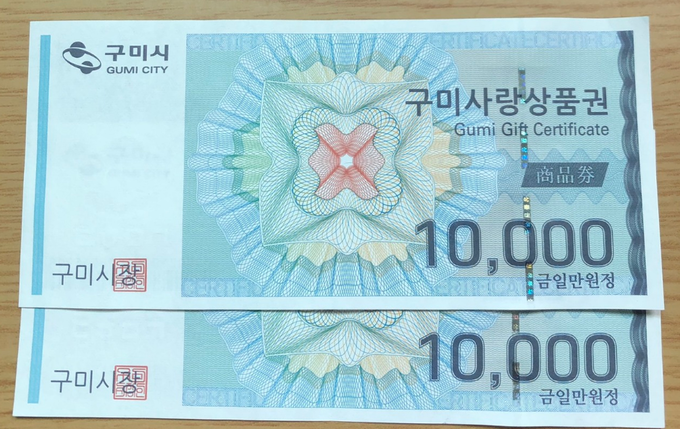 구미시
GUMI CITY
CERTIFICATE
구미사랑상품권
Gumi Gift Certificate
商品券
10,000
금일만원정
구미시장
10,000
금일만원정
구미시장